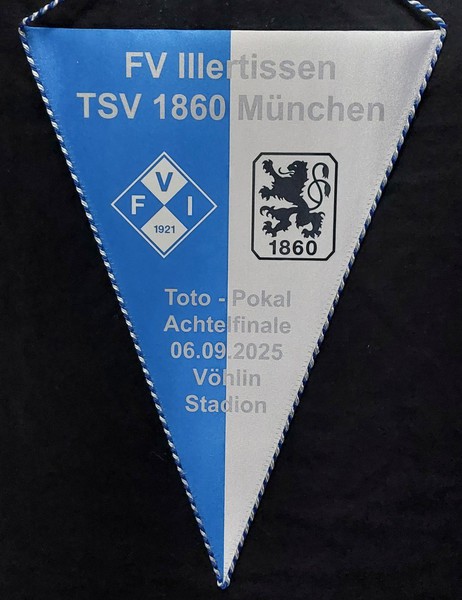 FV Illertissen
TSV 1860 München
V
F I
1921
1860
Toto - Pokal
Achtelfinale
06.09.2025
Vöhlin
Stadion